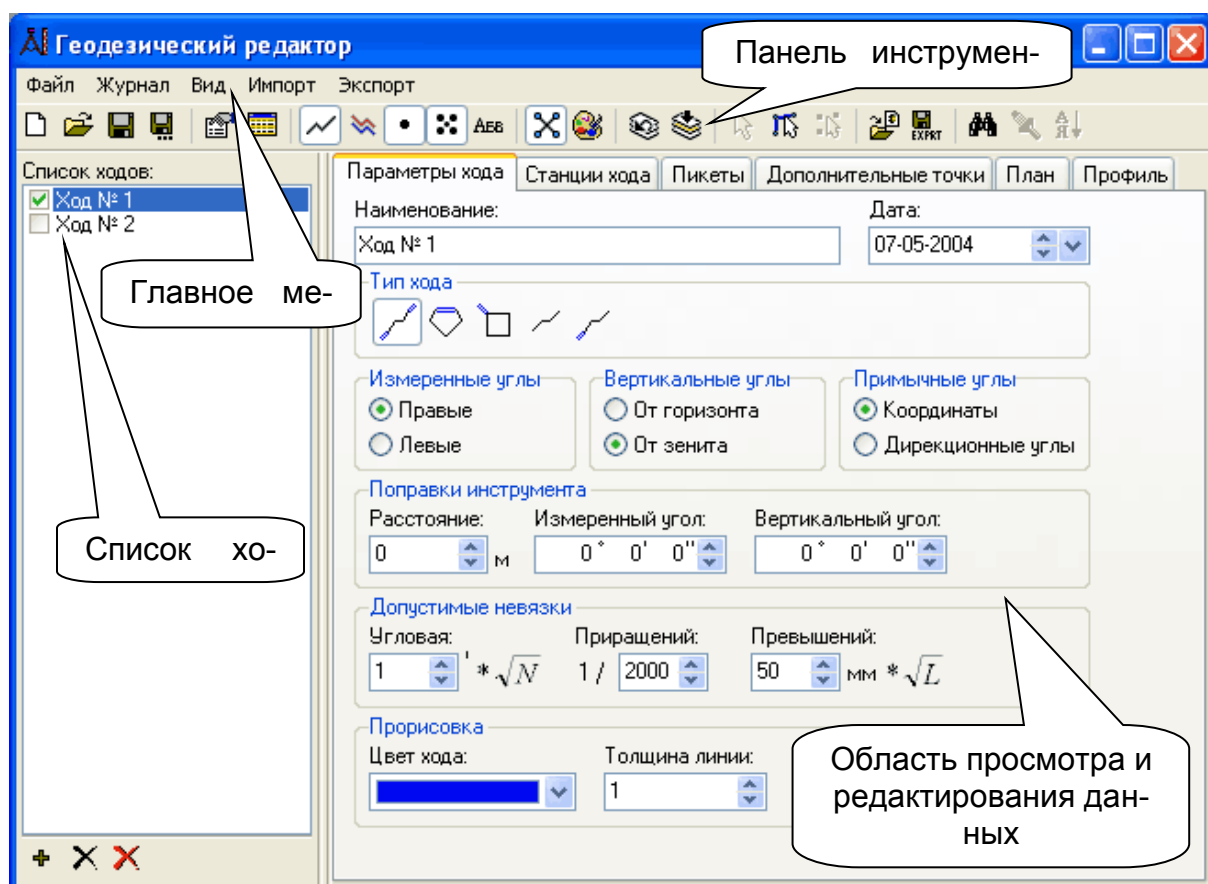 Геодезический редактор
Панель инструмен-
Файл Журнал Вид Импорт Экспорт
Абв
EXPRT
А
Я
Список ходов:
Ход № 1
Ход № 2
Главное ме-
Список хо-
Параметры хода Станции хода Пикеты Дополнительные точки План Профиль
Наименование: Дата:
Ход № 1 07-05-2004
Тип хода
Измеренные углы Вертикальные углы Примычные углы
Правые От горизонта Координаты
Левые От зенита Дирекционные углы
Поправки инструмента
Расстояние: Измеренный угол: Вертикальный угол:
0 м 0° 0' 0" 0° 0' 0"
Допустимые невязки
Угловая: Приращений: Превышений:
1 ' * √N 1 / 2000 50 мм * √L
Прорисовка
Цвет хода: Толщина линии:
1
Область просмотра и
редактирования дан-
ных